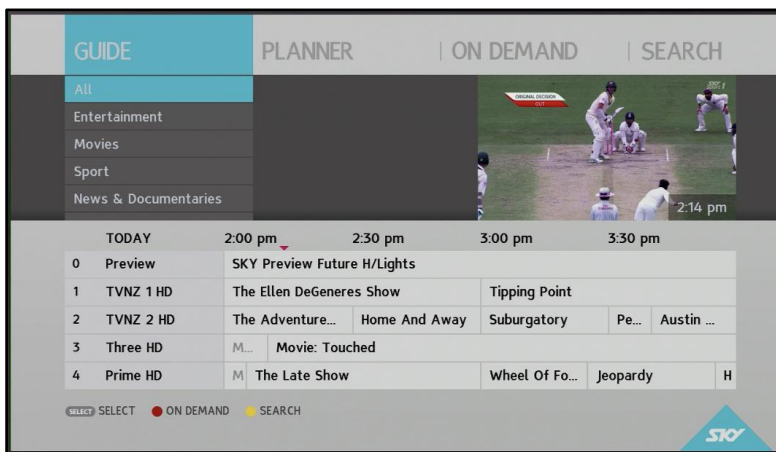 GUIDE PLANNER ON DEMAND SEARCH
All
Entertainment
Movies
Sport
News & Documentaries
ORIGINAL DECISION
OUT
2:14 pm
TODAY 2:00 pm 2:30 pm 3:00 pm 3:30 pm
0 Preview SKY Preview Future H/Lights
1 TVNZ 1 HD The Ellen DeGeneres Show Tipping Point
2 TVNZ 2 HD The Adventure... Home And Away Suburgatory Pe... Austin ...
3 Three HD M... Movie: Touched
4 Prime HD M The Late Show Wheel Of Fo... Jeopardy H
SELECT SELECT ON DEMAND SEARCH
SKY